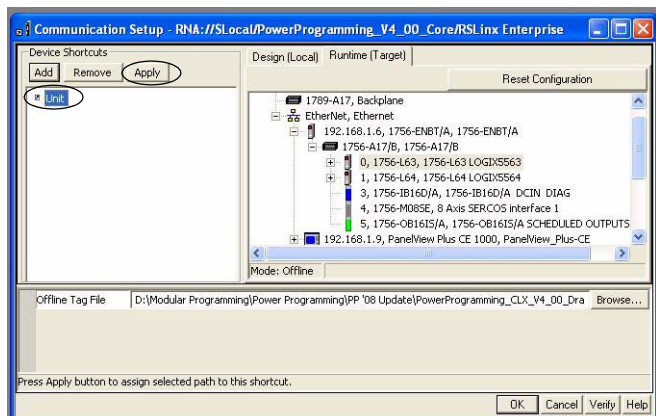 Communication Setup - RNA://$Local/PowerProgramming_V4_00_Core/RSLinx Enterprise
Device Shortcuts
Add
Remove
Apply
Unit
Design (Local)
Runtime (Target)
Reset Configuration
1789-A17, Backplane
EtherNet, Ethernet
192.168.1.6, 1756-ENBT/A, 1756-ENBT/A
1756-A17/B, 1756-A17/B
0, 1756-L63, 1756-L63 LOGIX5563
1, 1756-L64, 1756-L64 LOGIX5564
3, 1756-IB16D/A, 1756-IB16D/A DCIN DIAG
4, 1756-M08SE, 8 Axis SERCOS interface 1
5, 1756-OB16IS/A, 1756-OB16IS/A SCHEDULED OUTPUTS
192.168.1.9, PanelView Plus CE 1000, PanelView_Plus-CE
Mode: Offline
Offline Tag File
D:\Modular Programming\Power Programming\PP '08 Update\PowerProgramming_CLX_V4_00_Dra
Browse...
Press Apply button to assign selected path to this shortcut.
OK
Cancel
Verify
Help